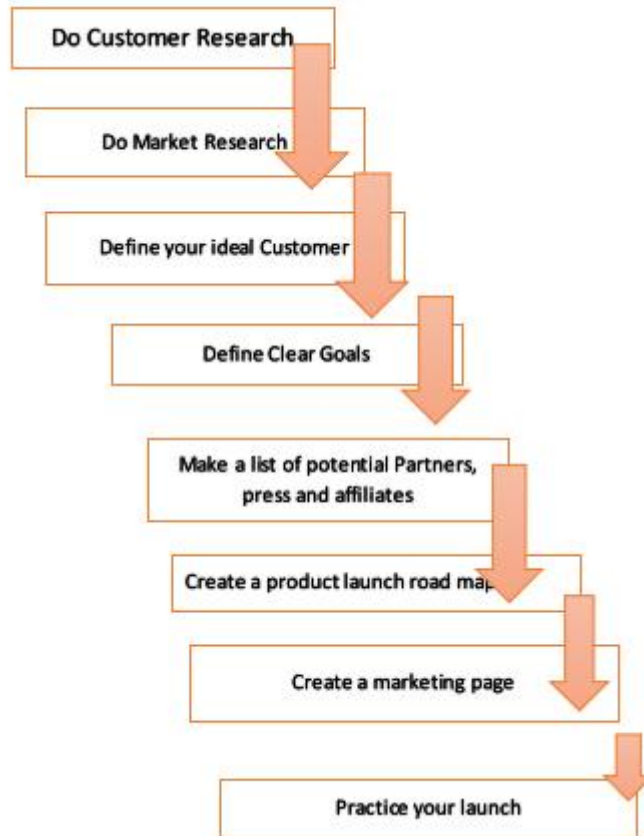 Do Customer Research
Do Market Research
Define your ideal Customer
Define Clear Goals
Make a list of potential Partners,
press and affiliates
Create a product launch road map
Create a marketing page
Practice your launch